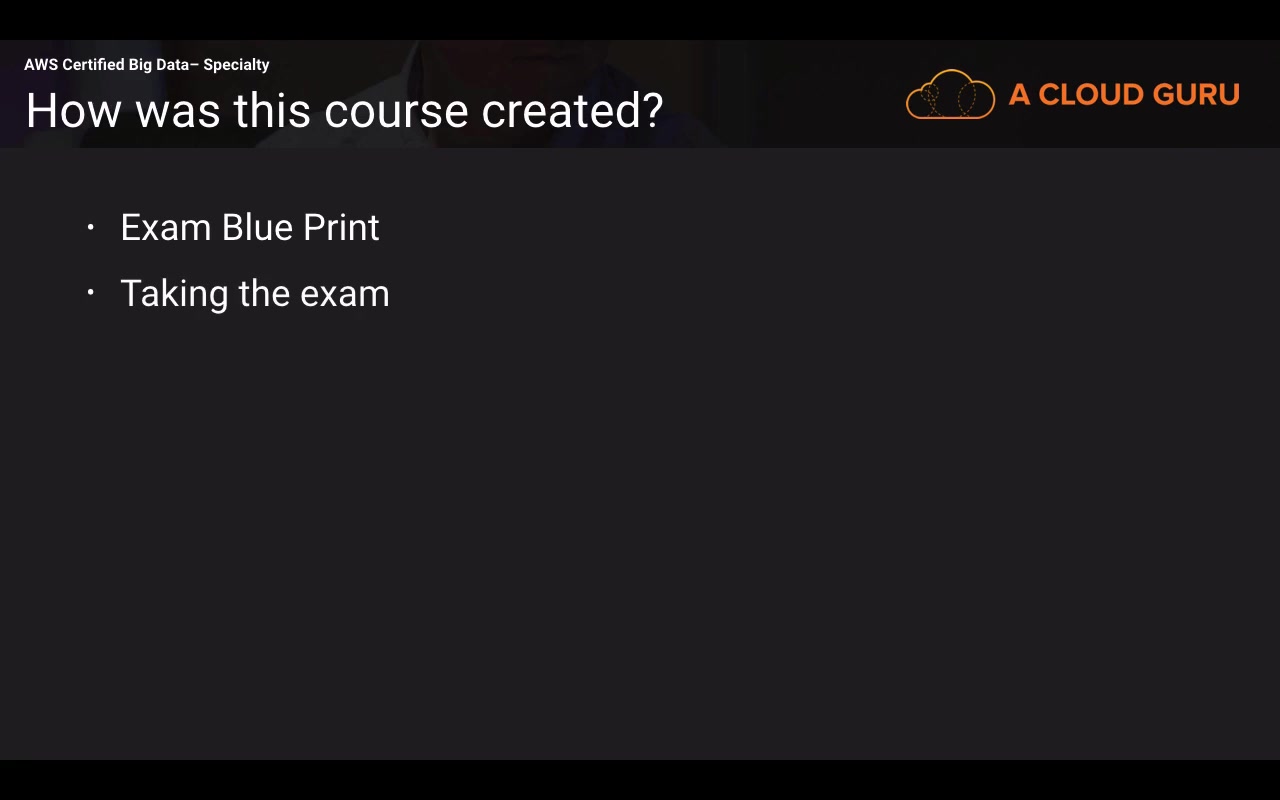 AWS Certified Big Data– Specialty
How was this course created?
A CLOUD GURU
· Exam Blue Print
· Taking the exam